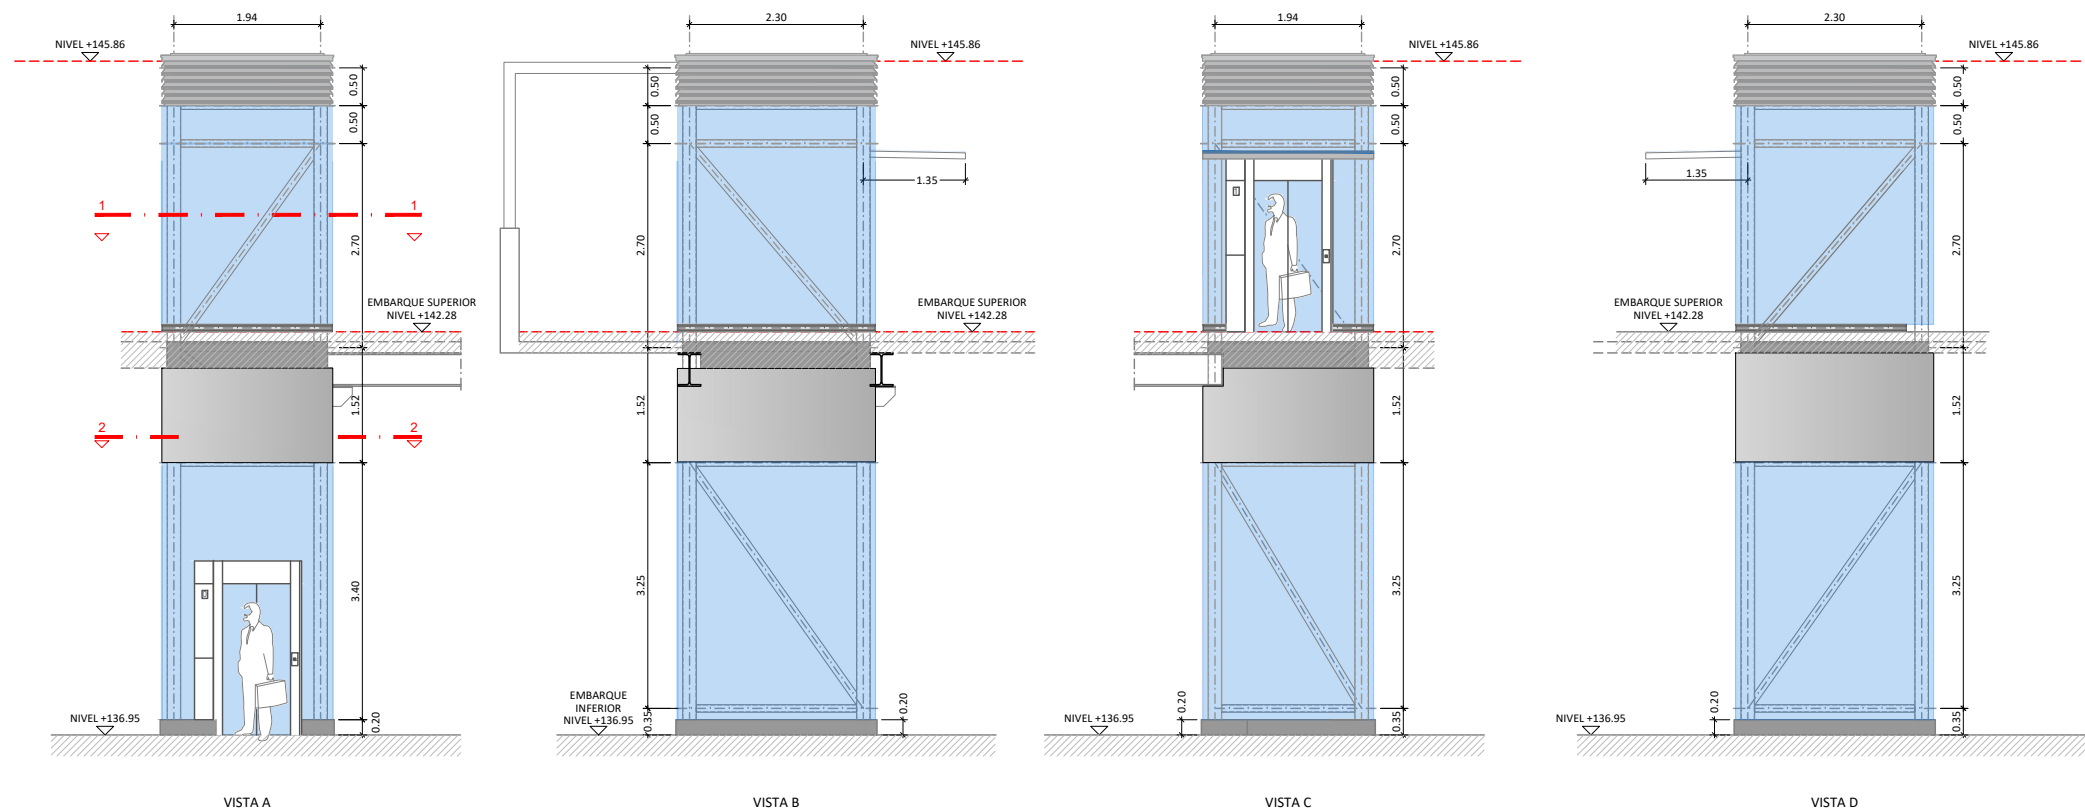 1.94
NIVEL +145.86
0.50
0.50
1
1
2.70
EMBARQUE SUPERIOR
NIVEL +142.28
1.52
2
2
3.40
NIVEL +136.95
0.20
VISTA A
2.30
NIVEL +145.86
0.50
0.50
1.35
2.70
EMBARQUE SUPERIOR
NIVEL +142.28
1.52
3.25
EMBARQUE
INFERIOR
NIVEL +136.95
0.35
0.20
VISTA B
1.94
NIVEL +145.86
0.50
0.50
2.70
1.52
3.25
NIVEL +136.95
0.20
0.35
VISTA C
2.30
NIVEL +145.86
0.50
0.50
1.35
2.70
EMBARQUE SUPERIOR
NIVEL +142.28
1.52
3.25
NIVEL +136.95
0.20
0.35
VISTA D